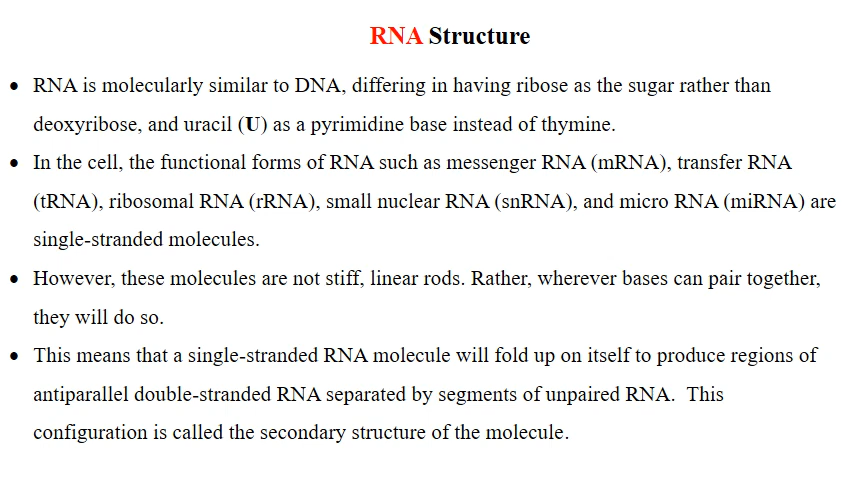 RNA Structure
• RNA is molecularly similar to DNA, differing in having ribose as the sugar rather than
deoxyribose, and uracil (U) as a pyrimidine base instead of thymine.
• In the cell, the functional forms of RNA such as messenger RNA (mRNA), transfer RNA
(tRNA), ribosomal RNA (rRNA), small nuclear RNA (snRNA), and micro RNA (miRNA) are
single-stranded molecules.
• However, these molecules are not stiff, linear rods. Rather, wherever bases can pair together,
they will do so.
• This means that a single-stranded RNA molecule will fold up on itself to produce regions of
antiparallel double-stranded RNA separated by segments of unpaired RNA.  This
configuration is called the secondary structure of the molecule.